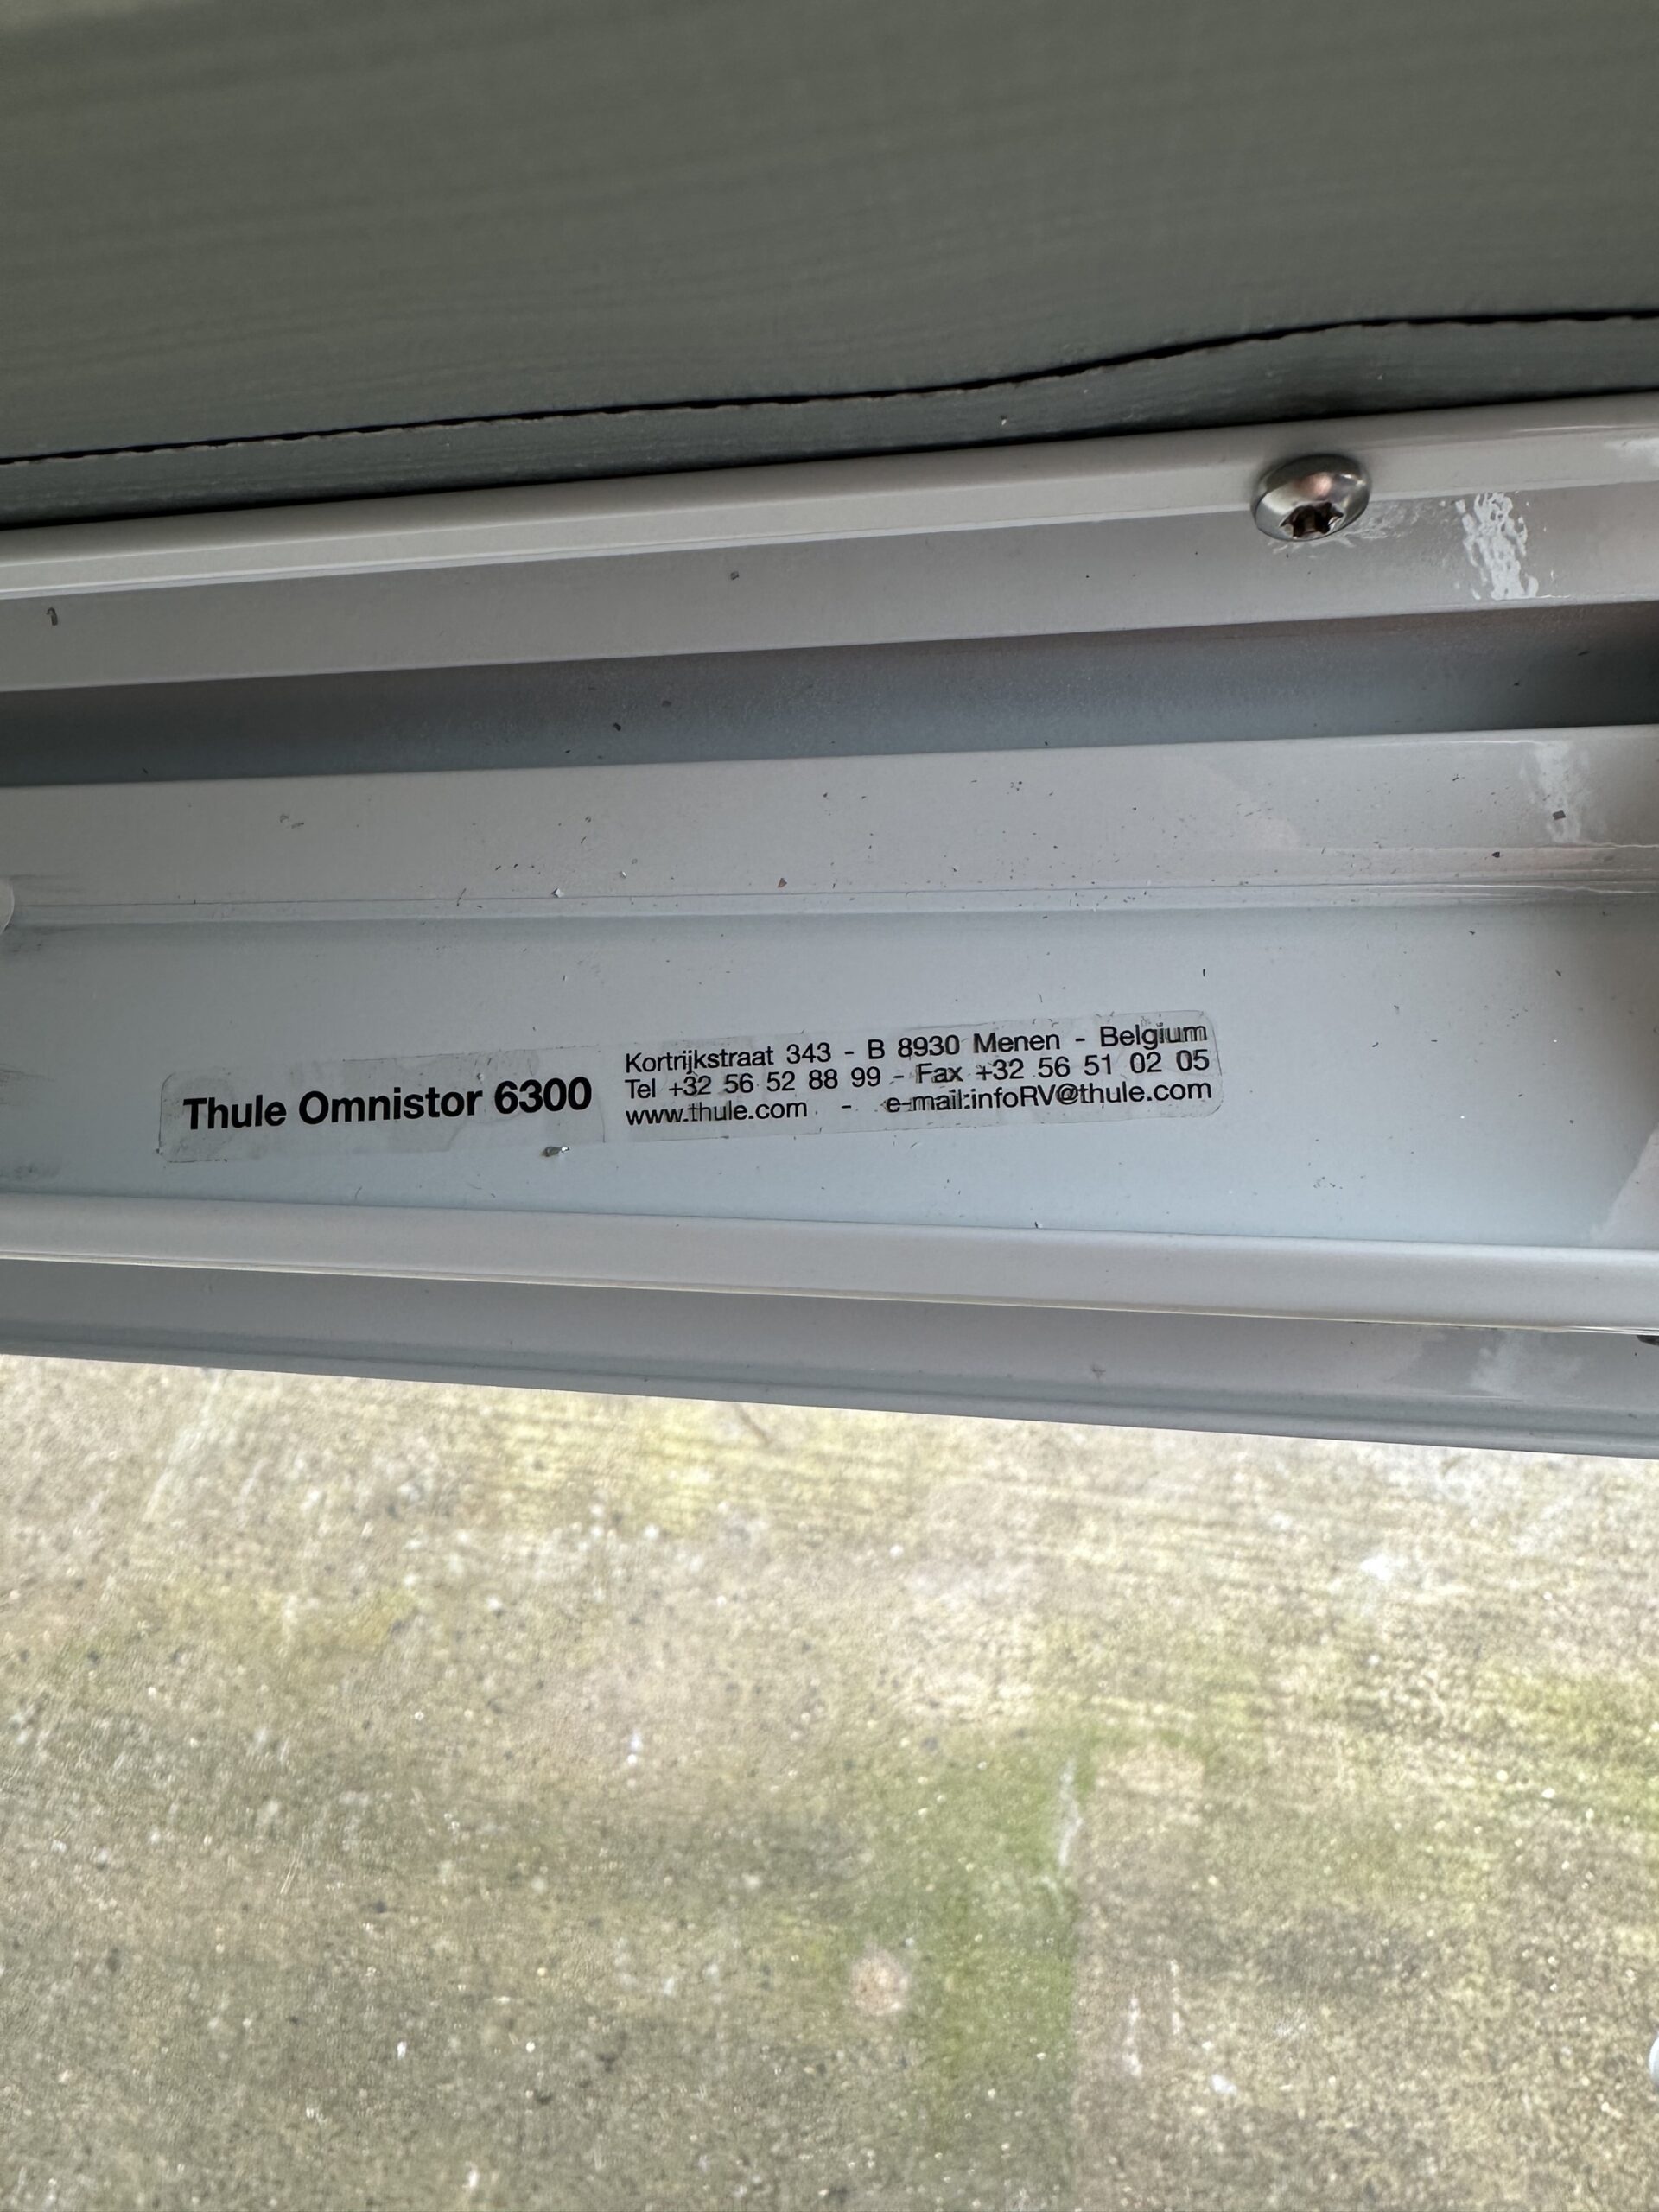 Thule Omnistor 6300
Kortrijkstraat 343 - B 8930 Menen - Belgium
Tel +32 56 52 88 99 - Fax +32 56 51 02 05
www.thule.com - e-mail:infoRV@thule.com